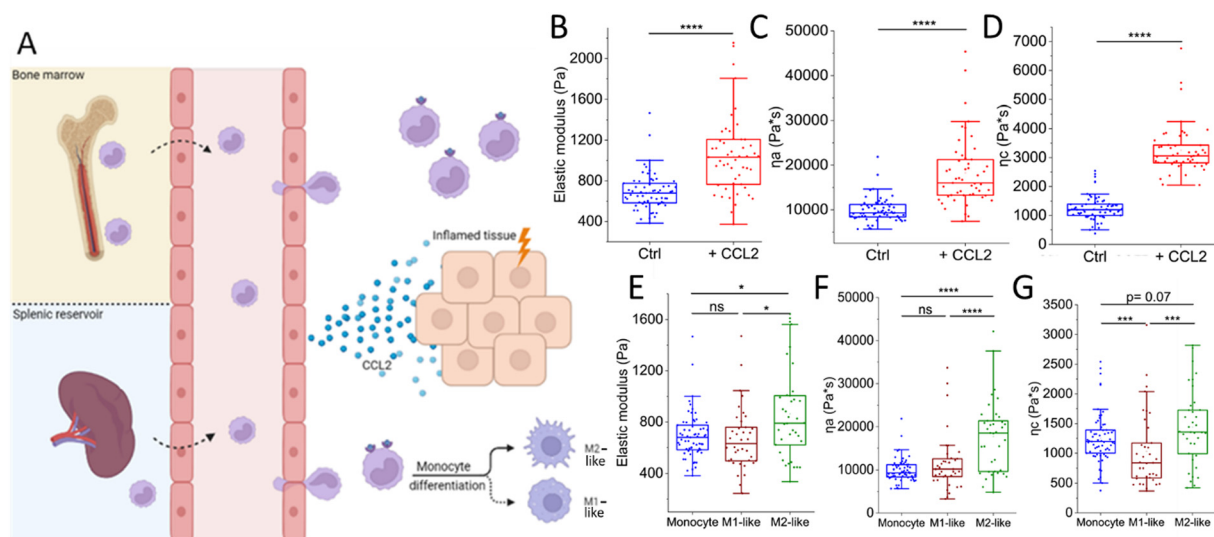 A
Bone marrow
Splenic reservoir
Inflamed tissue
CCL2
Monocyte
differentiation
M2-
like
M1-
like
B
****
Elastic modulus (Pa)
2000
1600
1200
800
400
Ctrl
+ CCL2
C
****
ηa (Pa*s)
50000
40000
30000
20000
10000
Ctrl
+ CCL2
D
****
ηc (Pa*s)
7000
6000
5000
4000
3000
2000
1000
0
Ctrl
+ CCL2
E
*
ns
*
Elastic modulus (Pa)
1600
1200
800
400
Monocyte
M1-like
M2-like
F
****
ns
****
ηa (Pa*s)
50000
40000
30000
20000
10000
0
Monocyte
M1-like
M2-like
G
p= 0.07
***
***
ηc (Pa*s)
3500
3000
2500
2000
1500
1000
500
0
Monocyte
M1-like
M2-like